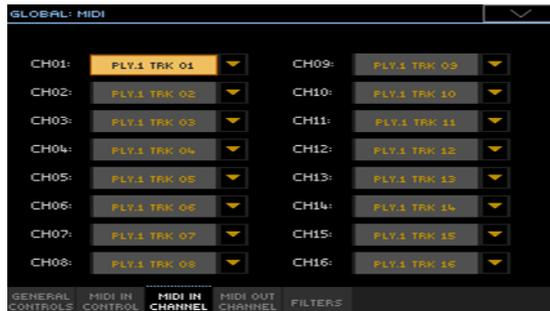 GLOBAL: MIDI
CH01: PLY.1 TRK 01
CH02: PLY.1 TRK 02
CH03: PLY.1 TRK 03
CH04: PLY.1 TRK 04
CH05: PLY.1 TRK 05
CH06: PLY.1 TRK 06
CH07: PLY.1 TRK 07
CH08: PLY.1 TRK 08
CH09: PLY.1 TRK 09
CH10: PLY.1 TRK 10
CH11: PLY.1 TRK 11
CH12: PLY.1 TRK 12
CH13: PLY.1 TRK 13
CH14: PLY.1 TRK 14
CH15: PLY.1 TRK 15
CH16: PLY.1 TRK 16
GENERAL CONTROLS
MIDI IN CONTROL
MIDI IN CHANNEL
MIDI OUT CHANNEL
FILTERS